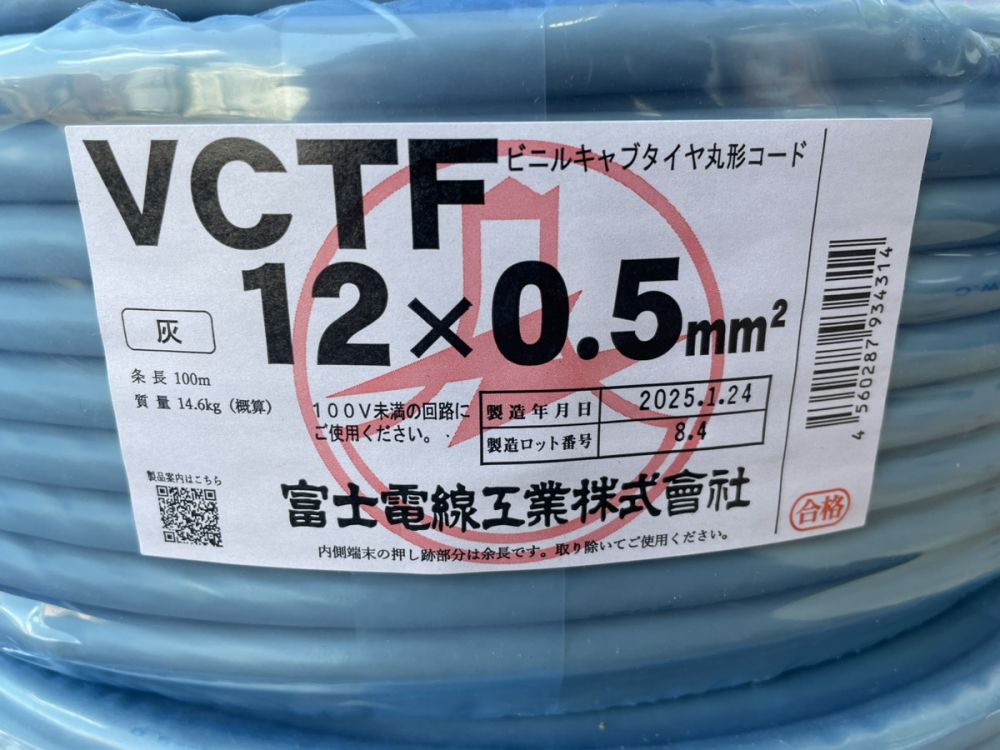 VCTF
ビニルキャブタイヤ丸形コード
12×0.5mm²
灰
条長 100m
質量 14.6kg（概算）
100V未満の回路に
ご使用ください。
製造年月日 2025.1.24
製造ロット番号 8.4
製品案内はこちら
富士電線工業株式會社
内側端末の押し跡部分は余長です。取り除いてご使用ください。
4560287934314
合格